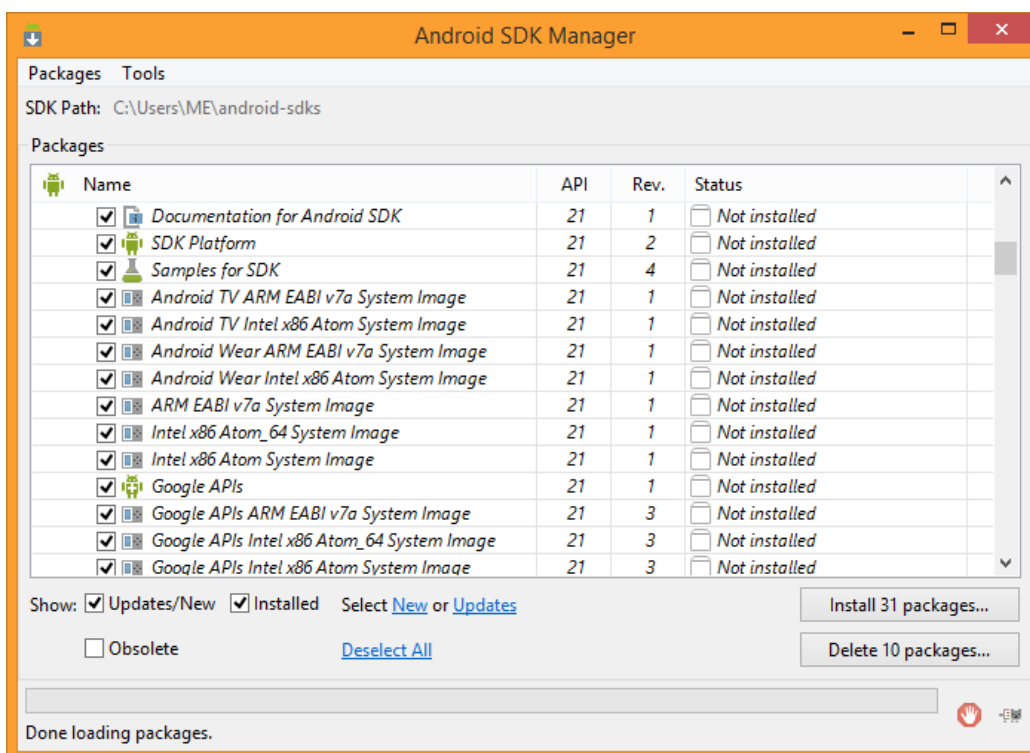 Android SDK Manager
Packages Tools
SDK Path: C:\Users\ME\android-sdks
Packages
Name API Rev. Status
Documentation for Android SDK 21 1 Not installed
SDK Platform 21 2 Not installed
Samples for SDK 21 4 Not installed
Android TV ARM EABI v7a System Image 21 1 Not installed
Android TV Intel x86 Atom System Image 21 1 Not installed
Android Wear ARM EABI v7a System Image 21 1 Not installed
Android Wear Intel x86 Atom System Image 21 1 Not installed
ARM EABI v7a System Image 21 1 Not installed
Intel x86 Atom_64 System Image 21 1 Not installed
Intel x86 Atom System Image 21 1 Not installed
Google APIs 21 1 Not installed
Google APIs ARM EABI v7a System Image 21 3 Not installed
Google APIs Intel x86 Atom_64 System Image 21 3 Not installed
Google APIs Intel x86 Atom System Image 21 3 Not installed
Show: Updates/New Installed Select New or Updates Install 31 packages...
Obsolete Deselect All Delete 10 packages...
Done loading packages.